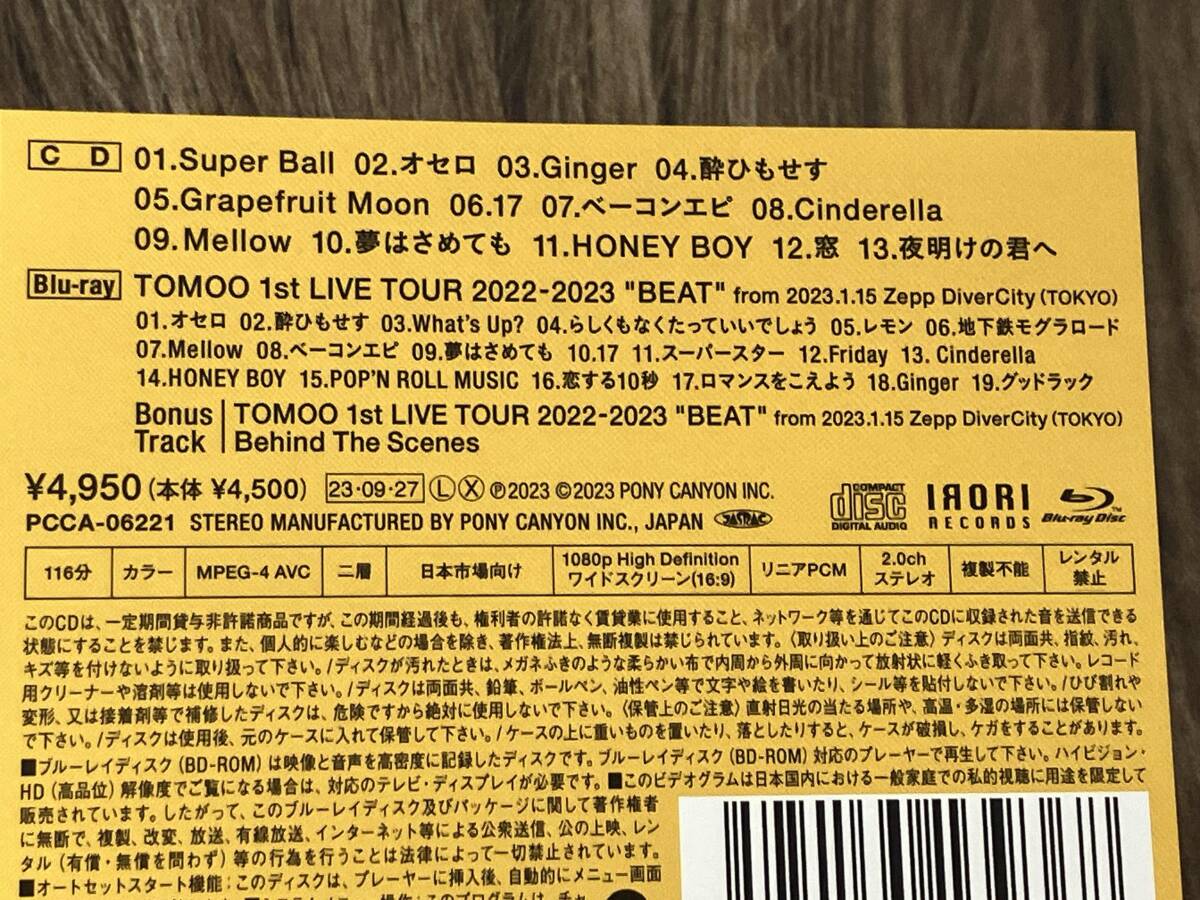 CD 01.Super Ball 02.オセロ 03.Ginger 04.酔ひもせす
05.Grapefruit Moon 06.17 07.ベーコンエピ 08.Cinderella
09.Mellow 10.夢はさめても 11.HONEY BOY 12.窓 13.夜明けの君へ
Blu-ray TOMOO 1st LIVE TOUR 2022-2023 "BEAT" from 2023.1.15 Zepp DiverCity (TOKYO)
01.オセロ 02.酔ひもせす 03.What's Up? 04.らしくもなくたっていいでしょう 05.レモン 06.地下鉄モグラロード
07.Mellow 08.ベーコンエピ 09.夢はさめても 10.17 11.スーパースター 12.Friday 13. Cinderella
14.HONEY BOY 15.POP'N ROLL MUSIC 16.恋する10秒 17.ロマンスをこえよう 18.Ginger 19.グッドラック
Bonus Track TOMOO 1st LIVE TOUR 2022-2023 "BEAT" from 2023.1.15 Zepp DiverCity (TOKYO)
Behind The Scenes
¥4,950 (本体 ¥4,500) 23・09・27 Ⓛ Ⓧ ℗2023 ©2023 PONY CANYON INC.
PCCA-06221 STEREO MANUFACTURED BY PONY CANYON INC., JAPAN JASRAC
COMPACT disc DIGITAL AUDIO
IRORI RECORDS
Blu-ray Disc
116分 カラー MPEG-4 AVC 二層 日本市場向け 1080p High Definition ワイドスクリーン(16:9) リニアPCM 2.0ch ステレオ 複製不能 レンタル禁止
このCDは、一定期間貸与非許諾商品ですが、この期間経過後も、権利者の許諾なく賃貸業に使用すること、ネットワーク等を通じてこのCDに収録された音を送信できる
状態にすることを禁じます。また、個人的に楽しむなどの場合を除き、著作権法上、無断複製は禁じられています。〈取り扱い上のご注意〉ディスクは両面共、指紋、汚れ、
キズ等を付けないように取り扱って下さい。/ディスクが汚れたときは、メガネふきのような柔らかい布で内周から外周に向かって放射状に軽くふき取って下さい。レコード
用クリーナーや溶剤等は使用しないで下さい。/ディスクは両面共、鉛筆、ボールペン、油性ペン等で文字や絵を書いたり、シール等を貼付しないで下さい。/ひび割れや
変形、又は接着剤等で補修したディスクは、危険ですから絶対に使用しないで下さい。〈保管上のご注意〉直射日光の当たる場所や、高温・多湿の場所には保管しない
で下さい。/ディスクは使用後、元のケースに入れて保管して下さい。/ケースの上に重いものを置いたり、落としたりすると、ケースが破損し、ケガをすることがあります。
■ブルーレイディスク(BD-ROM)は映像と音声を高密度に記録したディスクです。ブルーレイディスク(BD-ROM)対応のプレーヤーで再生して下さい。ハイビジョン・
HD(高品位)解像度でご覧になる場合は、対応のテレビ・ディスプレイが必要です。■このビデオグラムは日本国内における一般家庭での私的視聴に用途を限定して
販売されています。したがって、このブルーレイディスク及びパッケージに関して著作権者
に無断で、複製、改変、放送、有線放送、インターネット等による公衆送信、公の上映、レン
タル(有償・無償を問わず)等の行為を行うことは法律によって一切禁止されています。
■オートセットスタート機能:このディスクは、プレーヤーに挿入後、自動的にメニュー画面